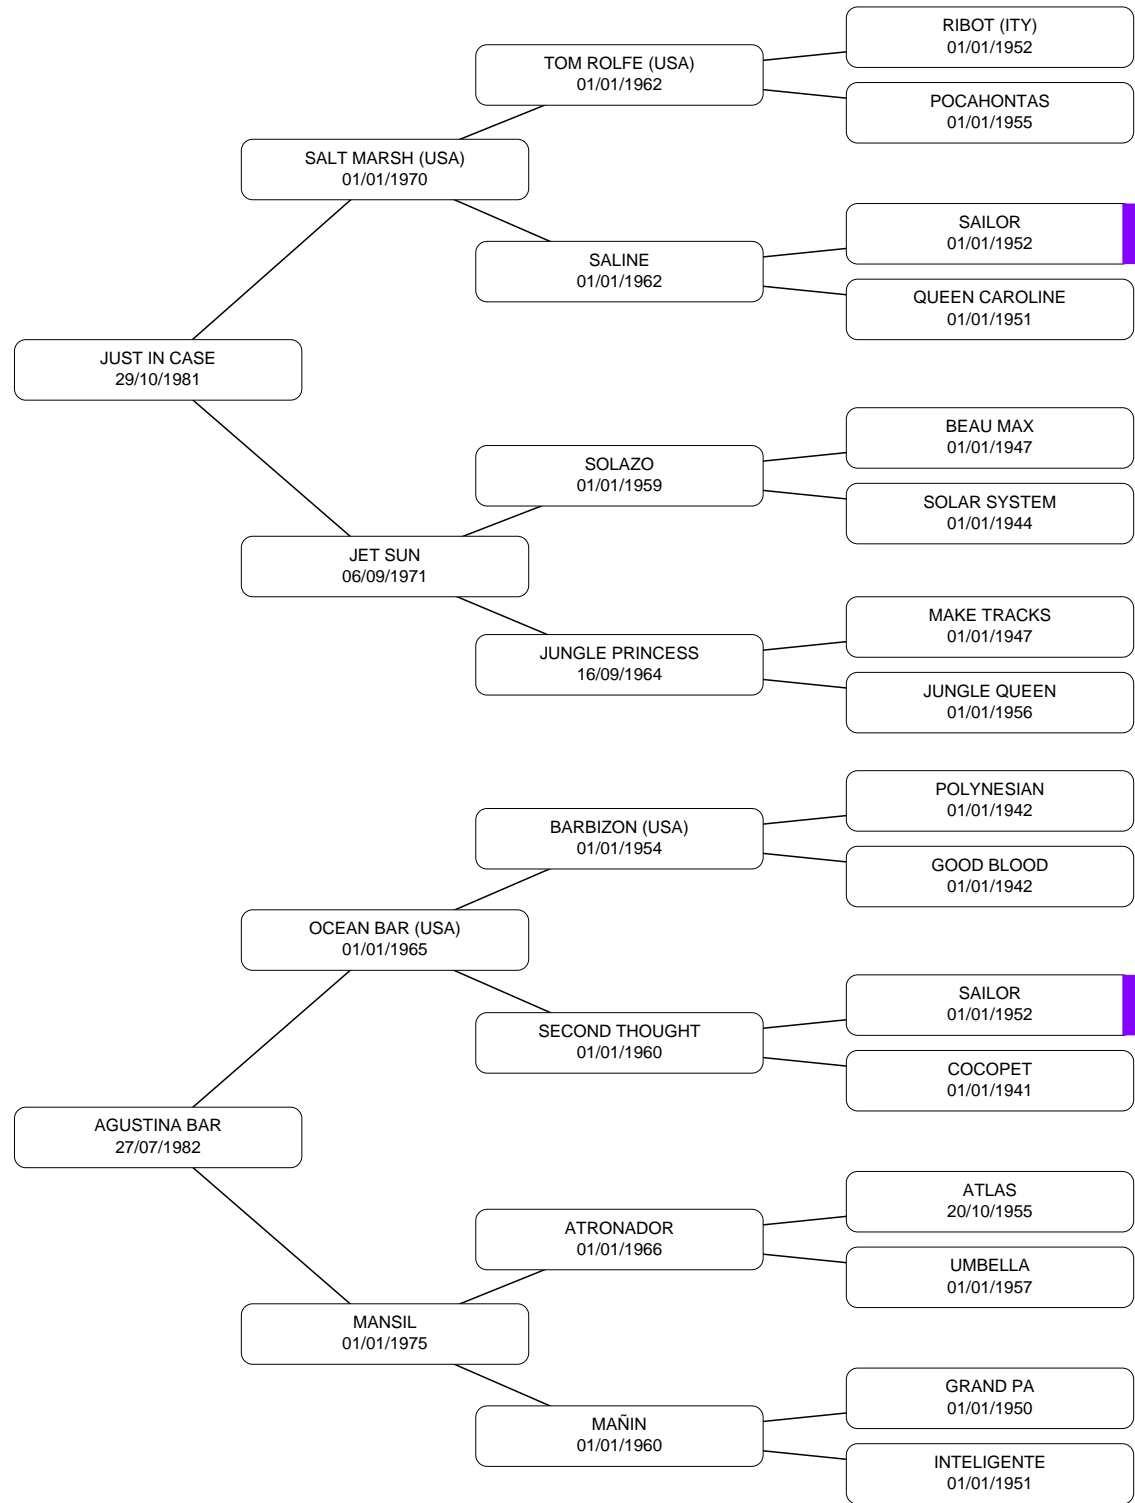 RIBOT (ITY)
01/01/1952
TOM ROLFE (USA)
01/01/1962
POCAHONTAS
01/01/1955
SALT MARSH (USA)
01/01/1970
SAILOR
01/01/1952
SALINE
01/01/1962
QUEEN CAROLINE
01/01/1951
JUST IN CASE
29/10/1981
BEAU MAX
01/01/1947
SOLAZO
01/01/1959
SOLAR SYSTEM
01/01/1944
JET SUN
06/09/1971
MAKE TRACKS
01/01/1947
JUNGLE PRINCESS
16/09/1964
JUNGLE QUEEN
01/01/1956
POLYNESIAN
01/01/1942
BARBIZON (USA)
01/01/1954
GOOD BLOOD
01/01/1942
OCEAN BAR (USA)
01/01/1965
SAILOR
01/01/1952
SECOND THOUGHT
01/01/1960
COCOPET
01/01/1941
AGUSTINA BAR
27/07/1982
ATLAS
20/10/1955
ATRONADOR
01/01/1966
UMBELLA
01/01/1957
MANSIL
01/01/1975
GRAND PA
01/01/1950
MAÑIN
01/01/1960
INTELIGENTE
01/01/1951